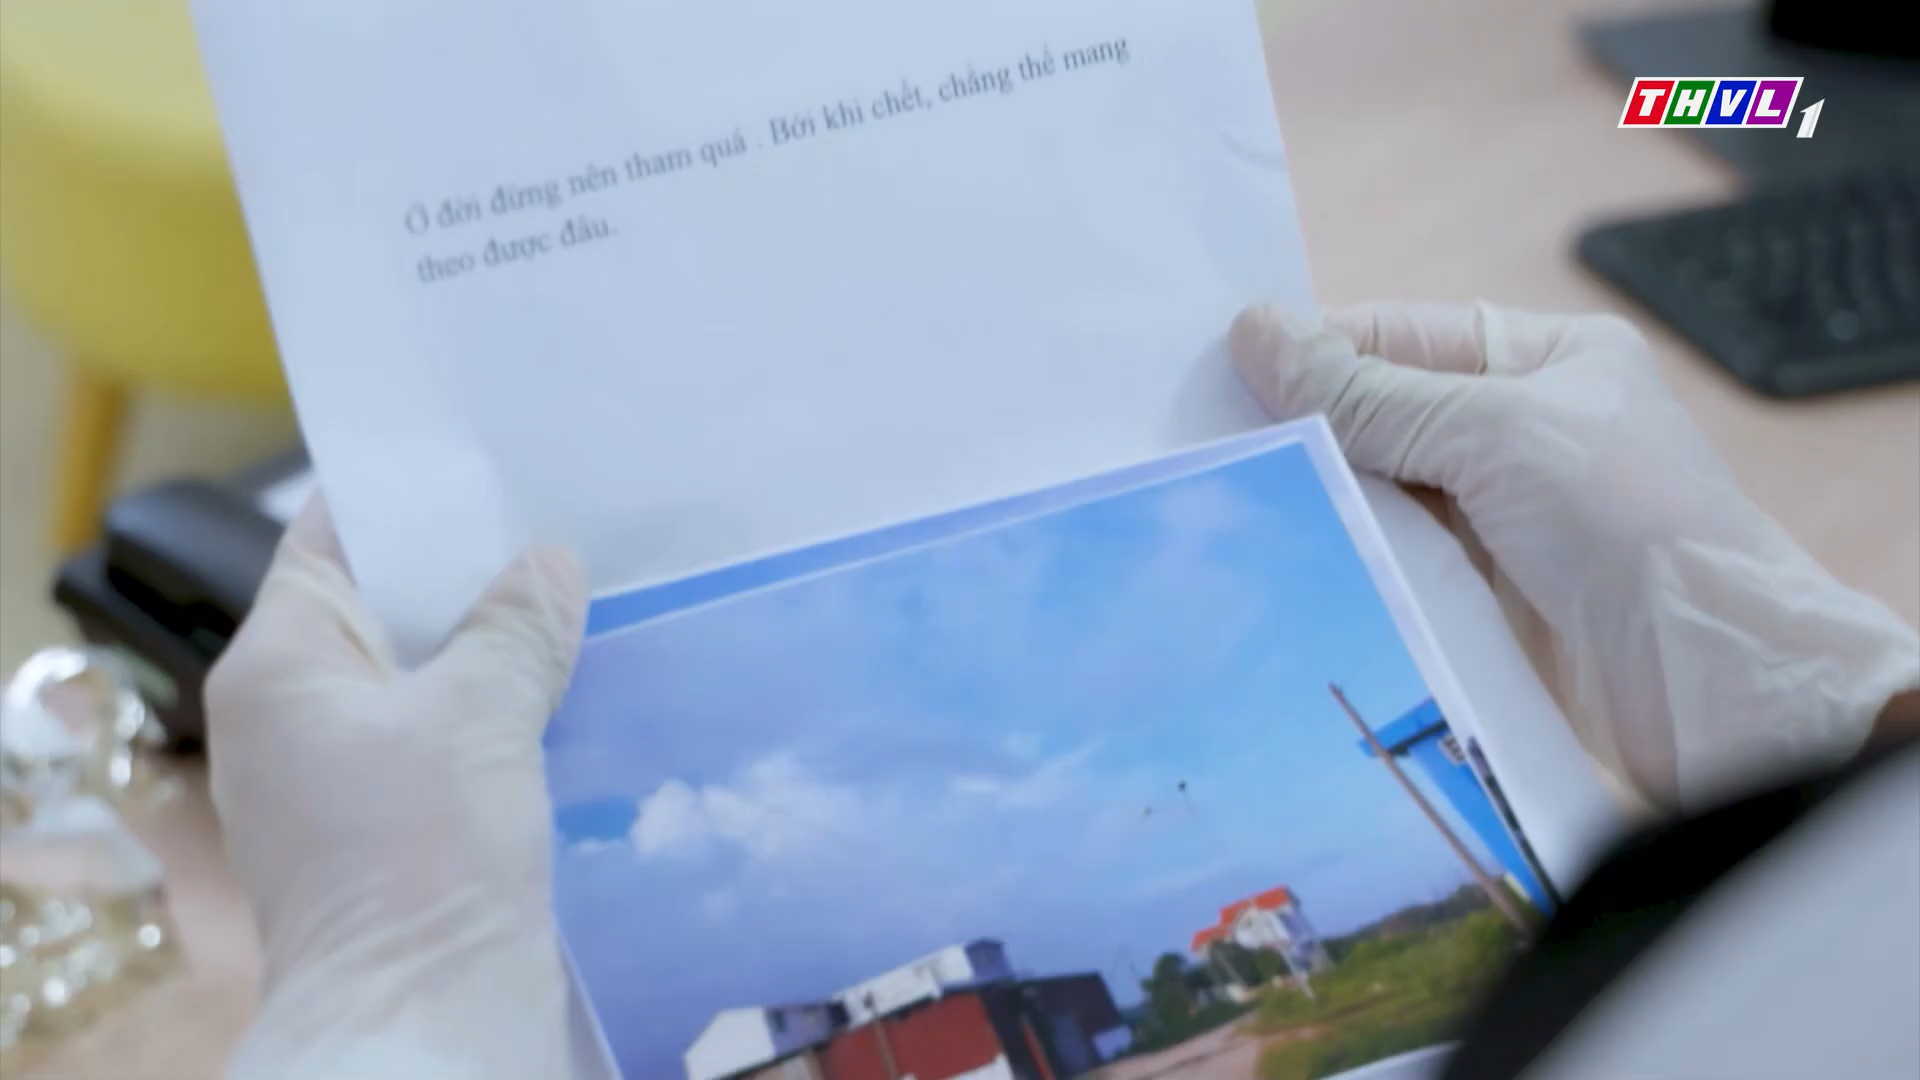 THVL1
Ở đời đừng nên tham quá . Bởi khi chết, chẳng thể mang
theo được đâu.